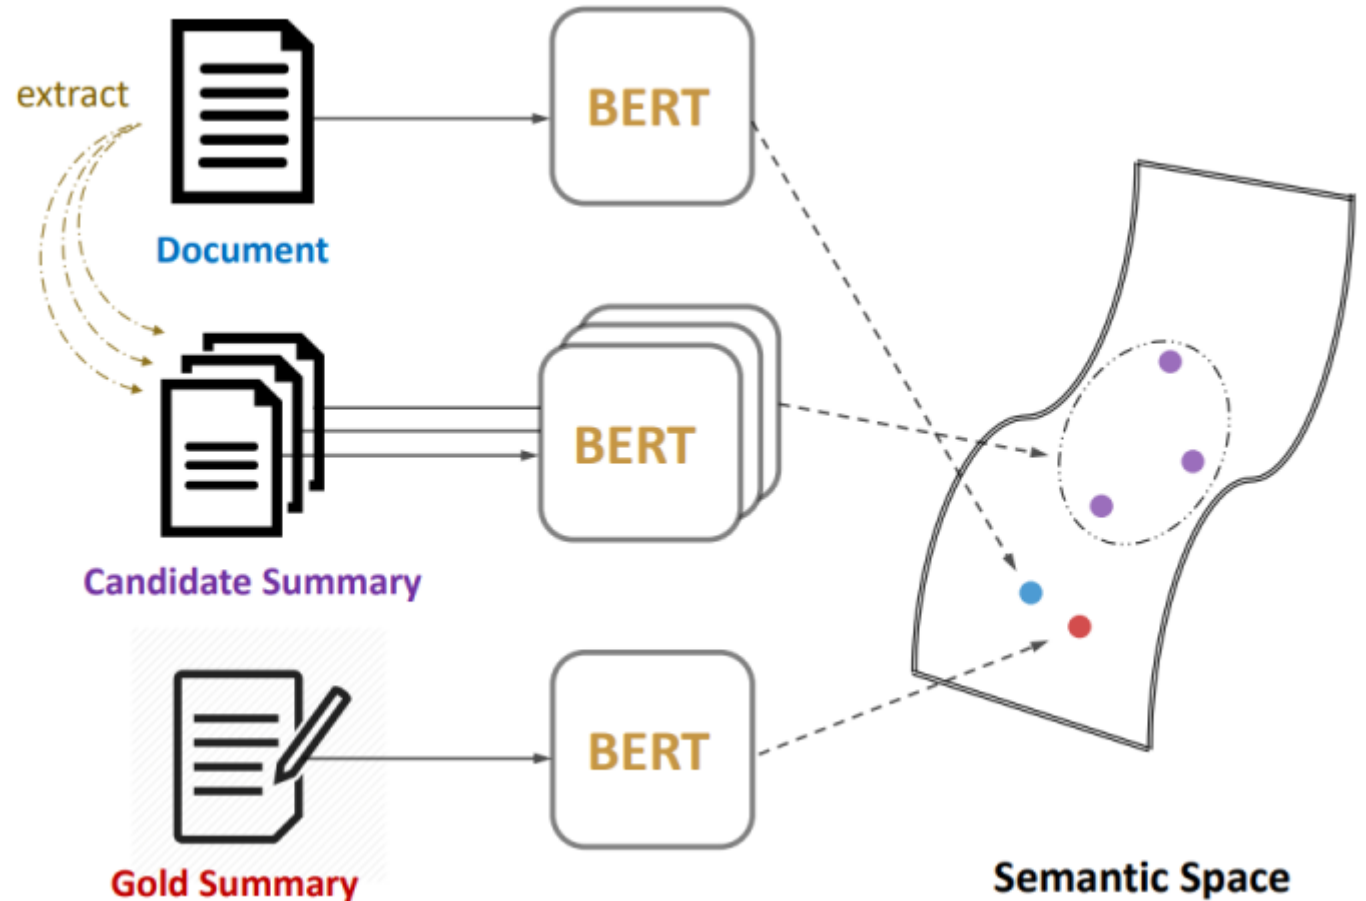 extract
BERT
Document
BERT
Candidate Summary
BERT
Gold Summary
Semantic Space